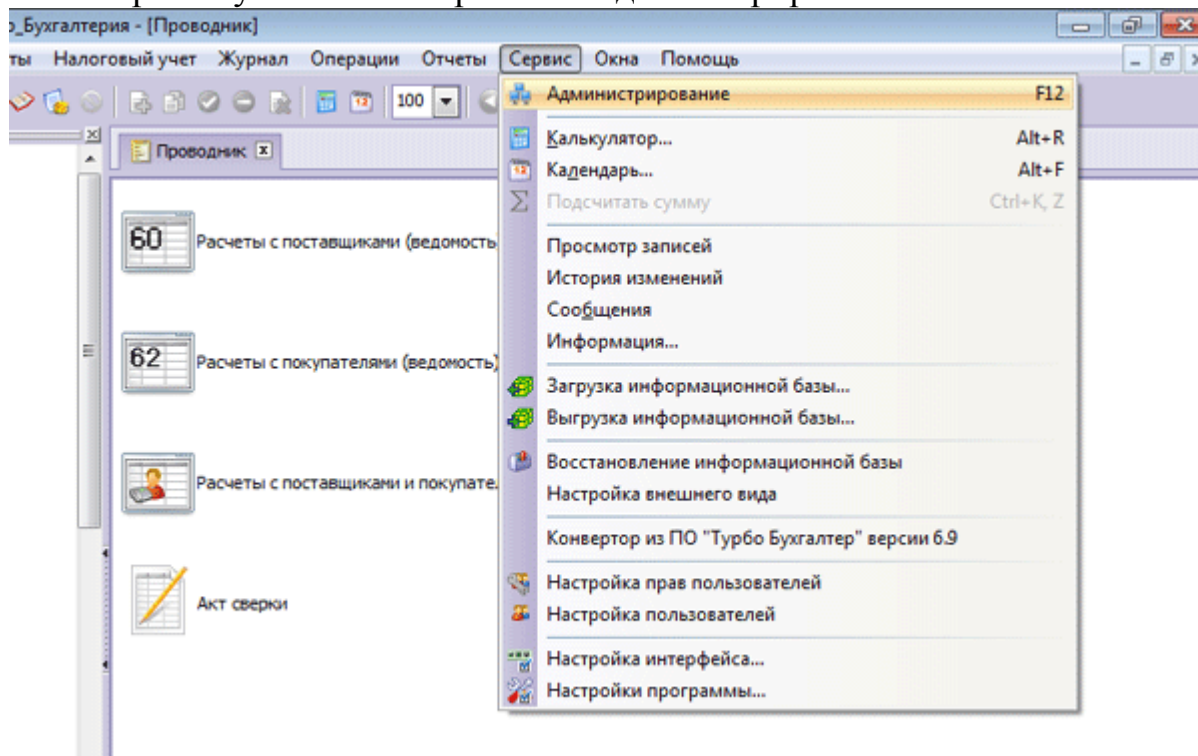 о_Бухгалтерия - [Проводник]
ты Налоговый учет Журнал Операции Отчеты Сервис Окна Помощь
12 100
Проводник
Администрирование F12
Калькулятор... Alt+R
Календарь... Alt+F
Подсчитать сумму Ctrl+K, Z
Просмотр записей
История изменений
Сообщения
Информация...
Загрузка информационной базы...
Выгрузка информационной базы...
Восстановление информационной базы
Настройка внешнего вида
Конвертор из ПО "Турбо Бухгалтер" версии 6.9
Настройка прав пользователей
Настройка пользователей
Настройка интерфейса...
Настройки программы...
60 Расчеты с поставщиками (ведомость
62 Расчеты с покупателями (ведомость)
Расчеты с поставщиками и покупате.
Акт сверки